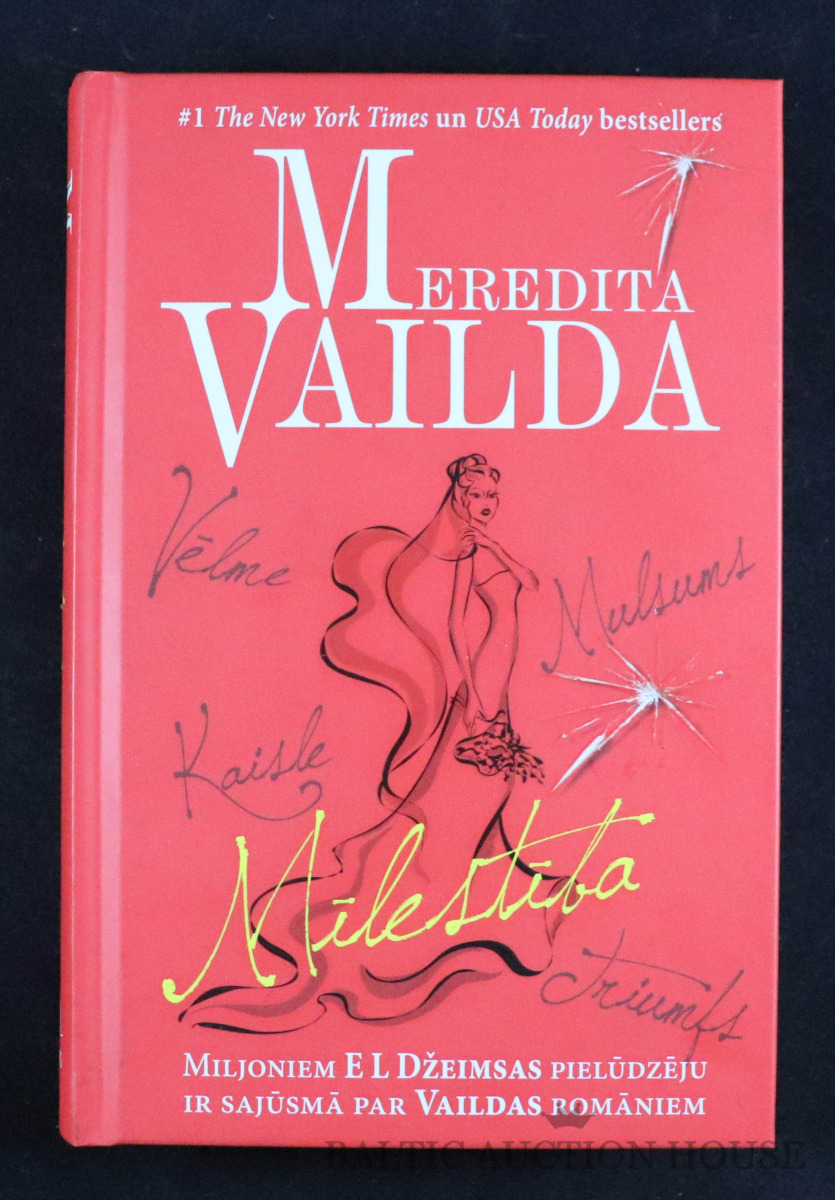 #1 The New York Times un USA Today bestsellers
MEREDITA
VAILDA
Vēlme
Mulsums
Kaisle
Mīlestība
Triumfs
MILJONIEM E L DŽEIMSAS PIELŪDZĒJU
IR SAJŪSMĀ PAR VAILDAS ROMĀNIEM
BALTIC AUCTION HOUSE